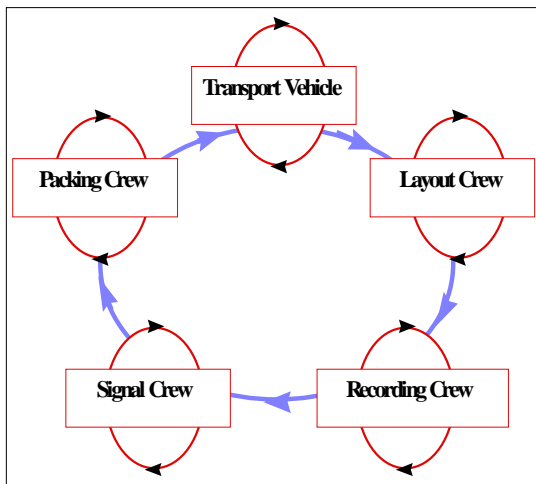 Transport Vehicle
Packing Crew
Layout Crew
Signal Crew
Recording Crew